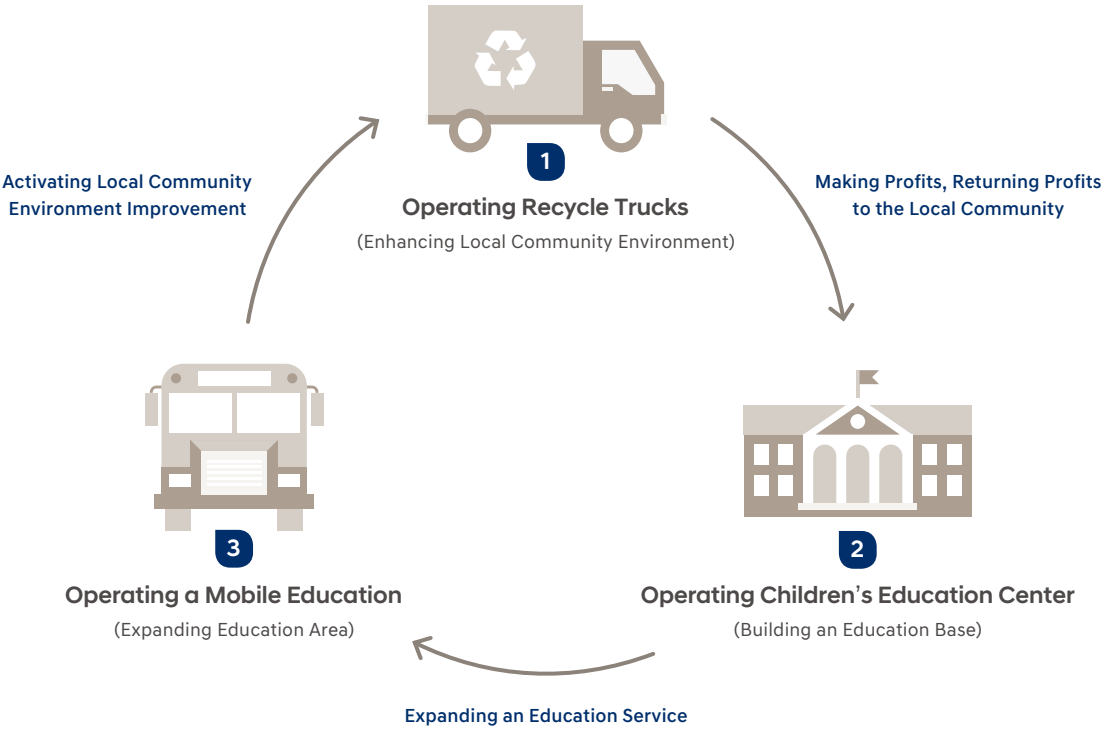 1
Operating Recycle Trucks
(Enhancing Local Community Environment)
Making Profits, Returning Profits
to the Local Community
2
Operating Children’s Education Center
(Building an Education Base)
Expanding an Education Service
3
Operating a Mobile Education
(Expanding Education Area)
Activating Local Community
Environment Improvement